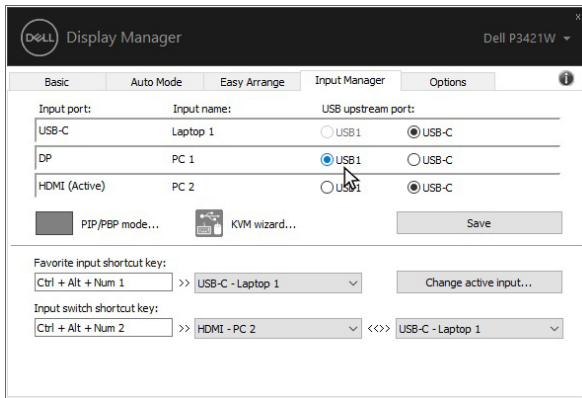 DELL Display Manager Dell P3421W
Basic Auto Mode Easy Arrange Input Manager Options
Input port: Input name: USB upstream port:
USB-C Laptop 1 USB1 USB-C
DP PC 1 USB1 USB-C
HDMI (Active) PC 2 USB1 USB-C
PIP/PBP mode... KVM wizard... Save
Favorite input shortcut key:
Ctrl + Alt + Num 1 >> USB-C - Laptop 1 Change active input...
Input switch shortcut key:
Ctrl + Alt + Num 2 >> HDMI - PC 2 <<>> USB-C - Laptop 1